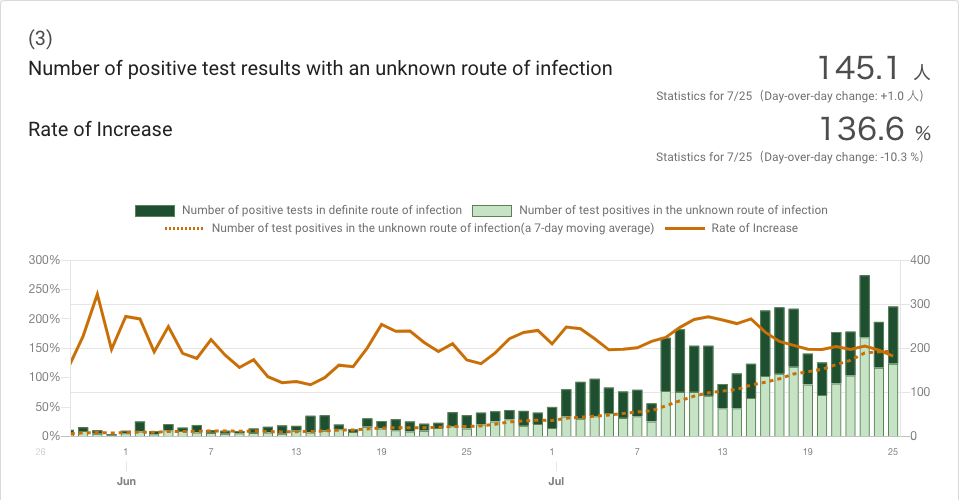 (3)
Number of positive test results with an unknown route of infection
145.1 人
Statistics for 7/25（Day-over-day change: +1.0 人）
Rate of Increase
136.6 %
Statistics for 7/25（Day-over-day change: -10.3 %）
Number of positive tests in definite route of infection Number of test positives in the unknown route of infection
Number of test positives in the unknown route of infection(a 7-day moving average) Rate of Increase
300% 400
250%
200% 300
150% 200
100%
50% 100
0% 0
26 1 7 13 19 25 1 7 13 19 25
Jun Jul